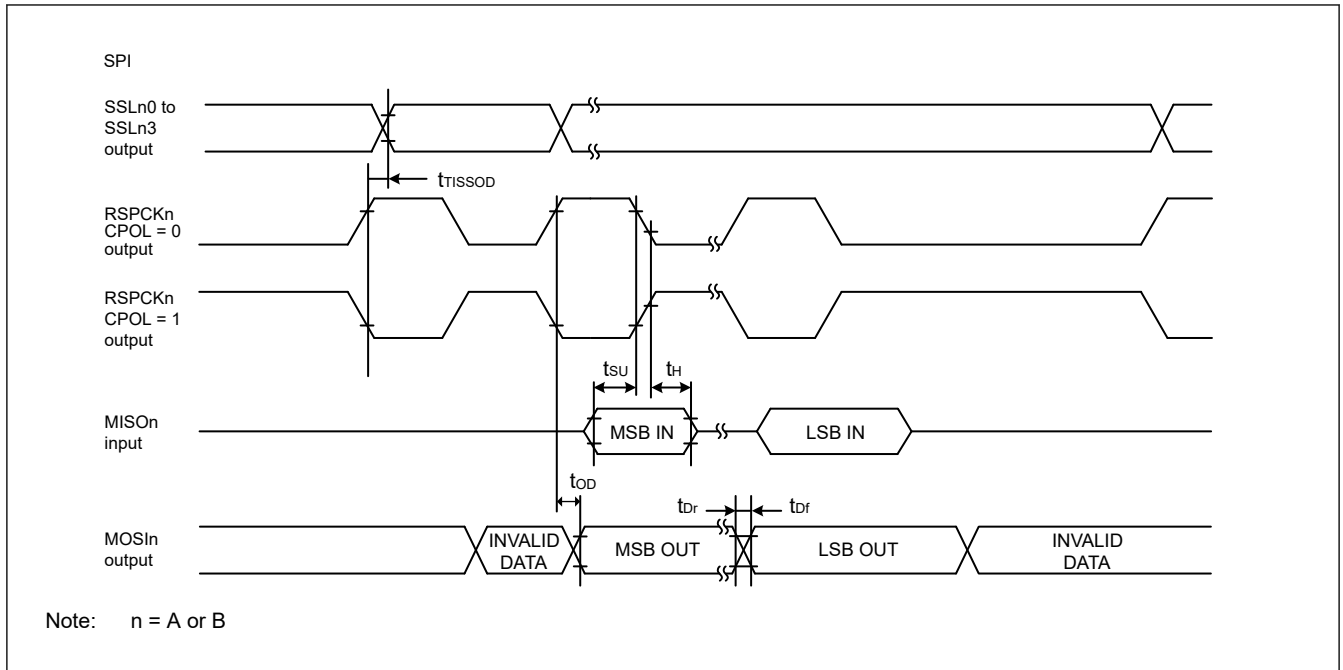 SPI
SSLn0 to
SSLn3
output
tTISSOD
RSPCKn
CPOL = 0
output
RSPCKn
CPOL = 1
output
tSU
tH
MISOn
input
MSB IN
LSB IN
tOD
tDr
tDf
MOSIn
output
INVALID
DATA
MSB OUT
LSB OUT
INVALID
DATA
Note: n = A or B